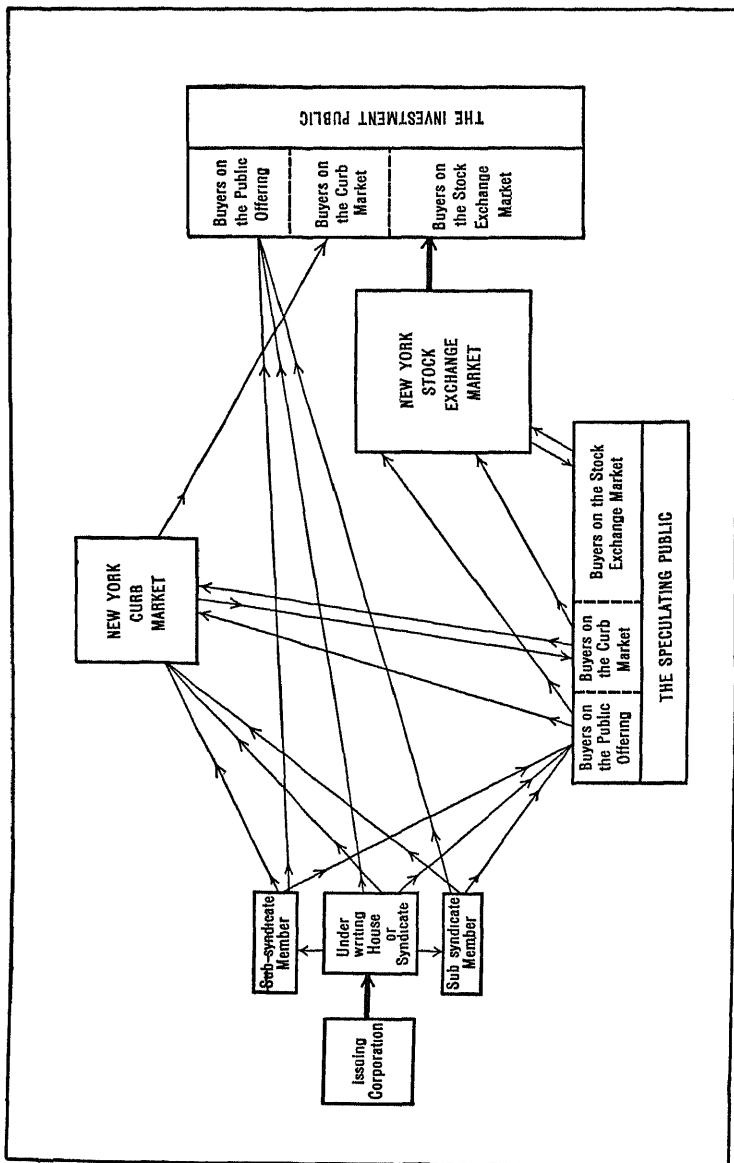 Issuing
Corporation
Sub-syndicate
Member
Under
writing
House
or
Syndicate
Sub syndicate
Member
NEW YORK
CURB
MARKET
NEW YORK
STOCK
EXCHANGE
MARKET
Buyers on
the Public
Offering
Buyers on
the Curb
Market
Buyers on
the Stock
Exchange
Market
THE INVESTMENT PUBLIC
Buyers on
the Public
Offering
Buyers on
the Curb
Market
Buyers on the Stock
Exchange Market
THE SPECULATING PUBLIC